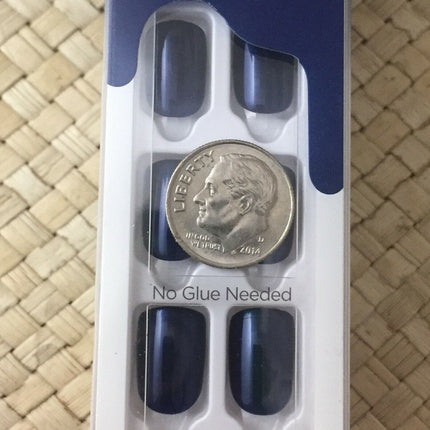 LIBERTY
IN GOD
WE TRUST
D
2014
No Glue Needed